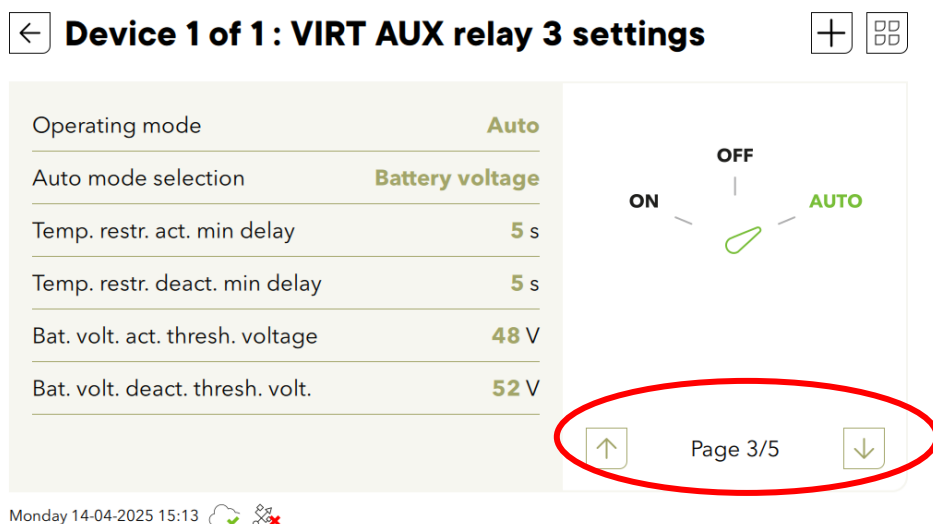 Device 1 of 1 : VIRT AUX relay 3 settings
Operating mode Auto
Auto mode selection Battery voltage
Temp. restr. act. min delay 5 s
Temp. restr. deact. min delay 5 s
Bat. volt. act. thresh. voltage 48 V
Bat. volt. deact. thresh. volt. 52 V
OFF
ON AUTO
Page 3/5
Monday 14-04-2025 15:13